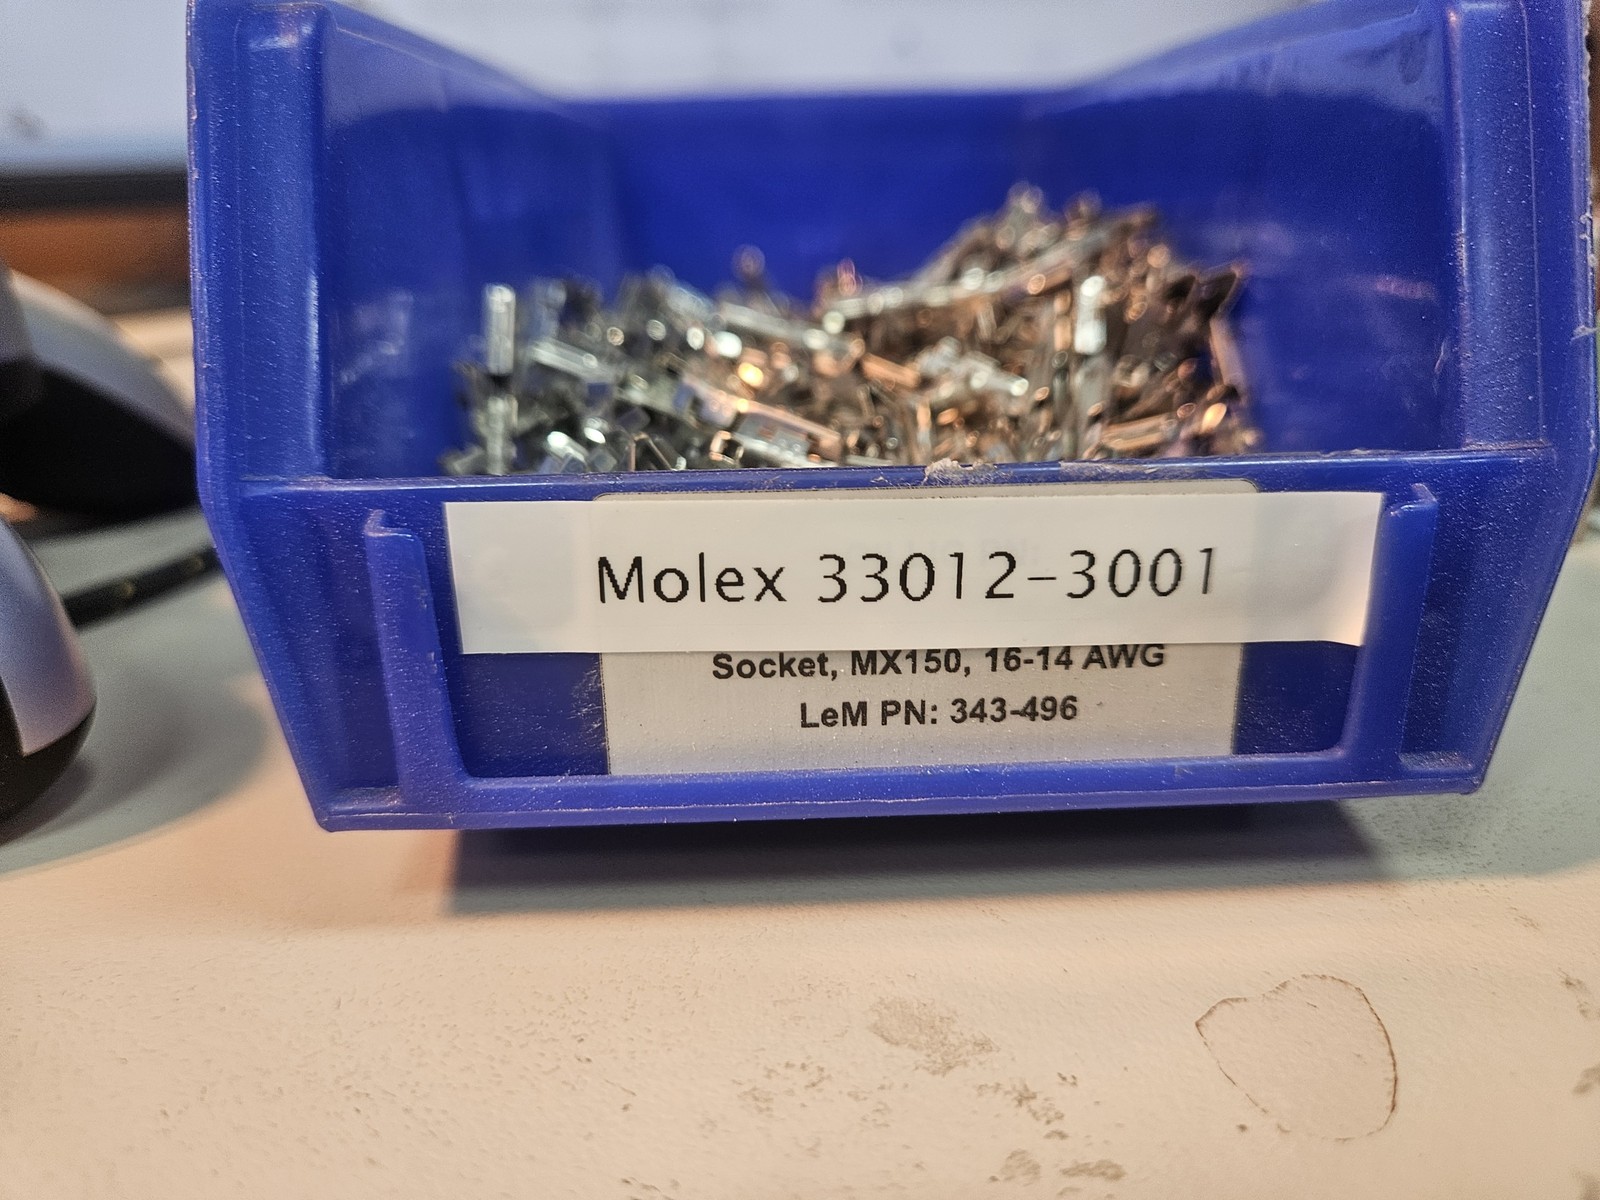 Molex 33012-3001
Socket, MX150, 16-14 AWG
LeM PN: 343-496